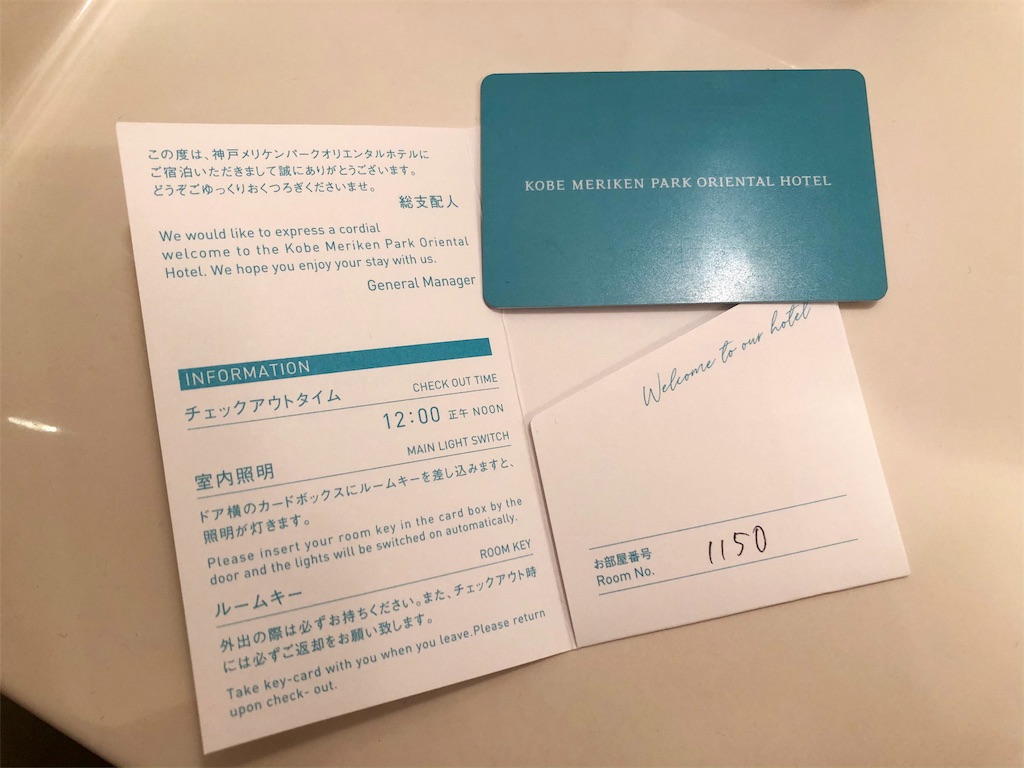 この度は、神戸メリケンパークオリエンタルホテルに
ご宿泊いただきまして誠にありがとうございます。
どうぞごゆっくりおくつろぎくださいませ。
総支配人
We would like to express a cordial
welcome to the Kobe Meriken Park Oriental
Hotel. We hope you enjoy your stay with us.
General Manager
INFORMATION
チェックアウトタイム
CHECK OUT TIME
12:00 正午 NOON
室内照明
MAIN LIGHT SWITCH
ドア横のカードボックスにルームキーを差し込みますと、
照明が灯きます。
Please insert your room key in the card box by the
door and the lights will be switched on automatically.
ルームキー
ROOM KEY
外出の際は必ずお持ちください。また、チェックアウト時
には必ずご返却をお願い致します。
Take key-card with you when you leave.Please return
upon check- out.
KOBE MERIKEN PARK ORIENTAL HOTEL
Welcome to our hotel
お部屋番号
Room No.
1150